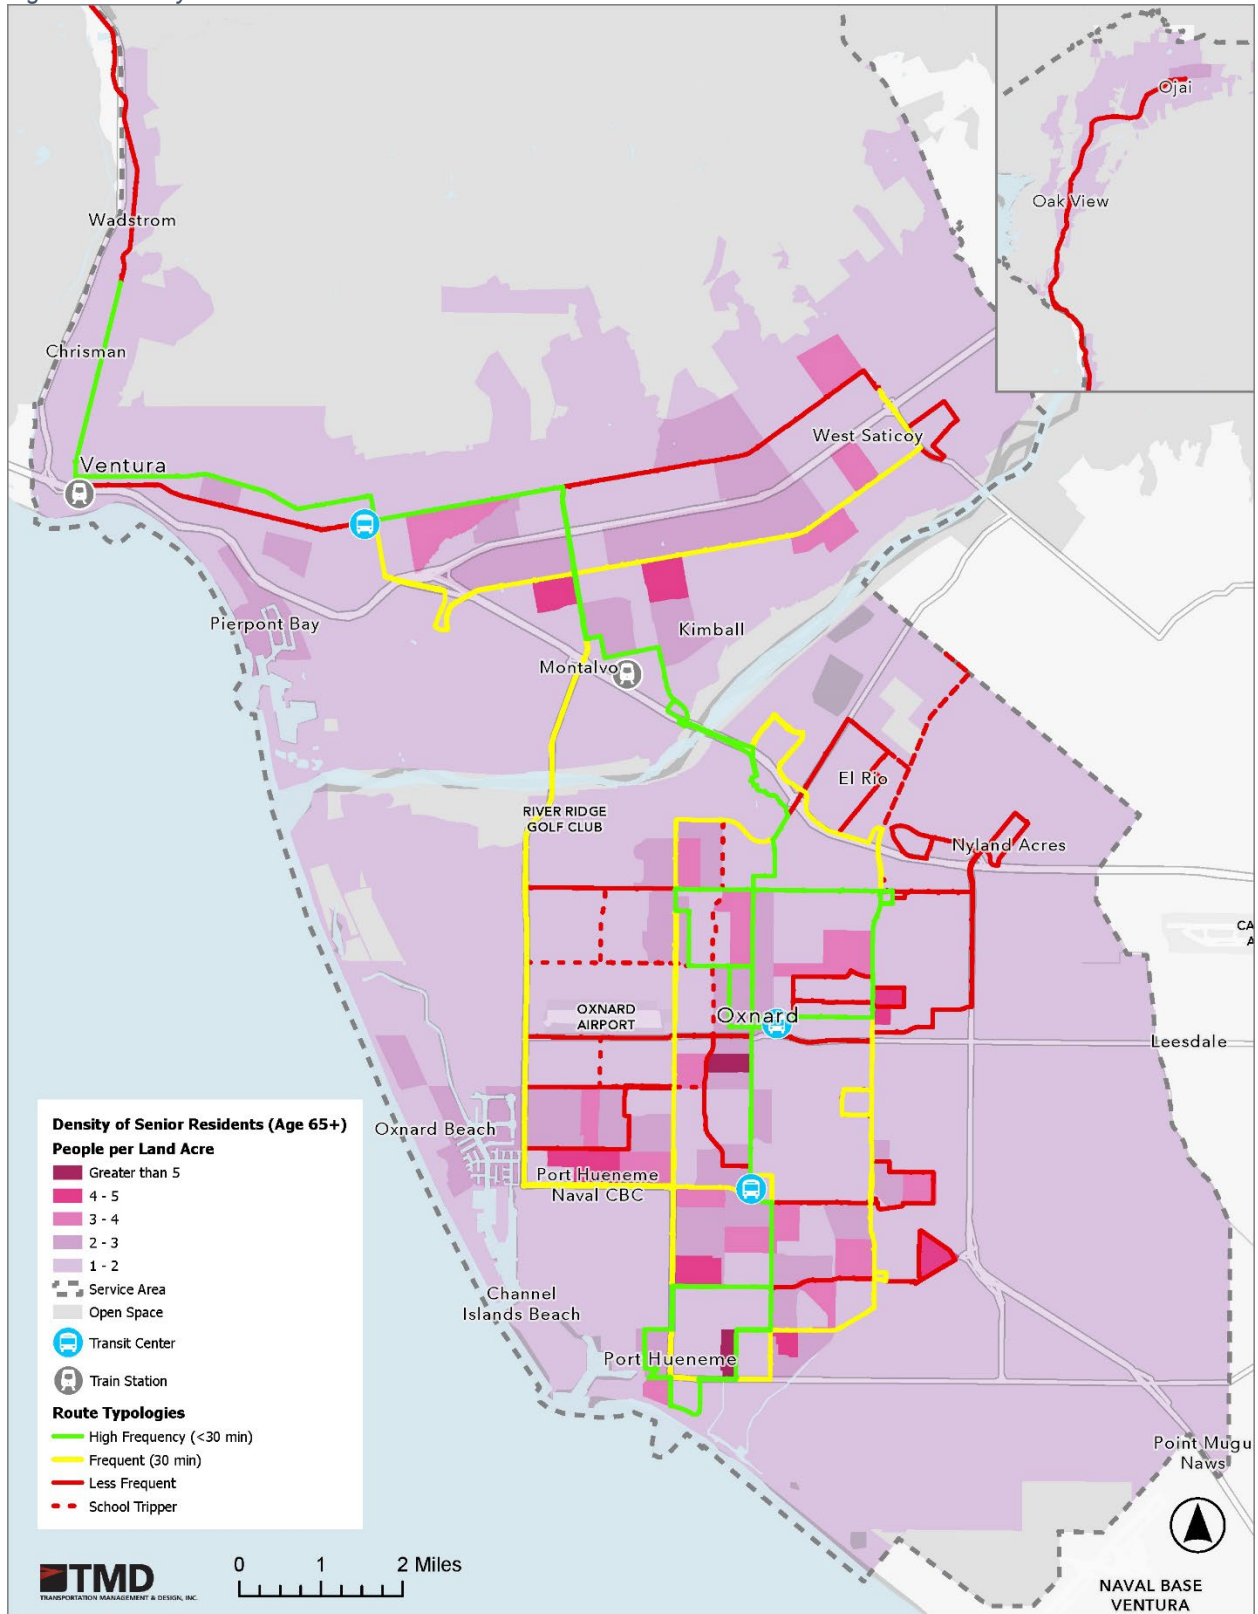 Ojai
Oak View
Wadstrom
Chrisman
Ventura
West Saticoy
Pierpont Bay
Kimball
Montalvo
El Rio
RIVER RIDGE
GOLF CLUB
Nyland Acres
CA
A
OXNARD
AIRPORT
Oxnard
Leesdale
Oxnard Beach
Port Hueneme
Naval CBC
Channel
Islands Beach
Port Hueneme
Point Mugu
Naws
NAVAL BASE
VENTURA
Density of Senior Residents (Age 65+)
People per Land Acre
Greater than 5
4 - 5
3 - 4
2 - 3
1 - 2
Service Area
Open Space
Transit Center
Train Station
Route Typologies
High Frequency (<30 min)
Frequent (30 min)
Less Frequent
School Tripper
TMD
TRANSPORTATION MANAGEMENT & DESIGN, INC.
0 1 2 Miles